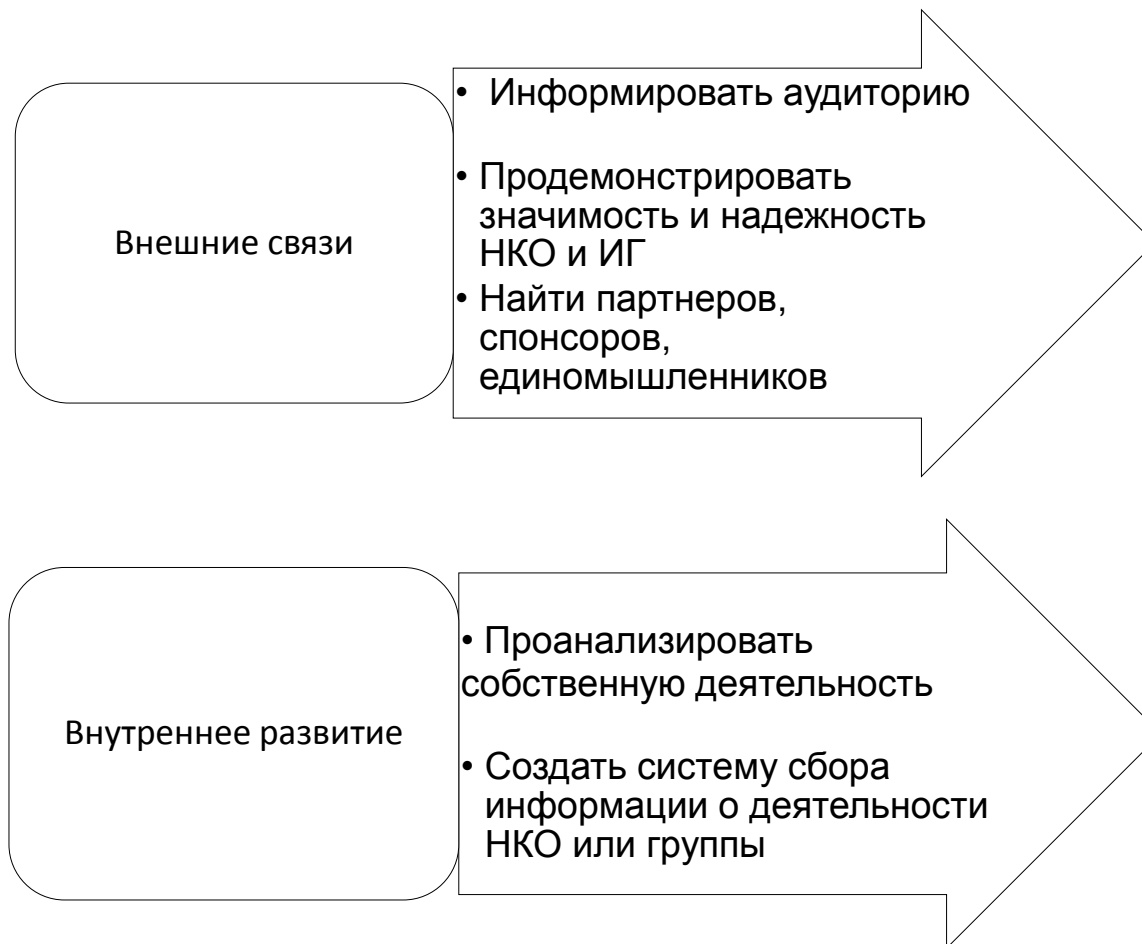 Внешние связи
• Информировать аудиторию
• Продемонстрировать
значимость и надежность
НКО и ИГ
• Найти партнеров,
спонсоров,
единомышленников
Внутреннее развитие
• Проанализировать
собственную деятельность
• Создать систему сбора
информации о деятельности
НКО или группы